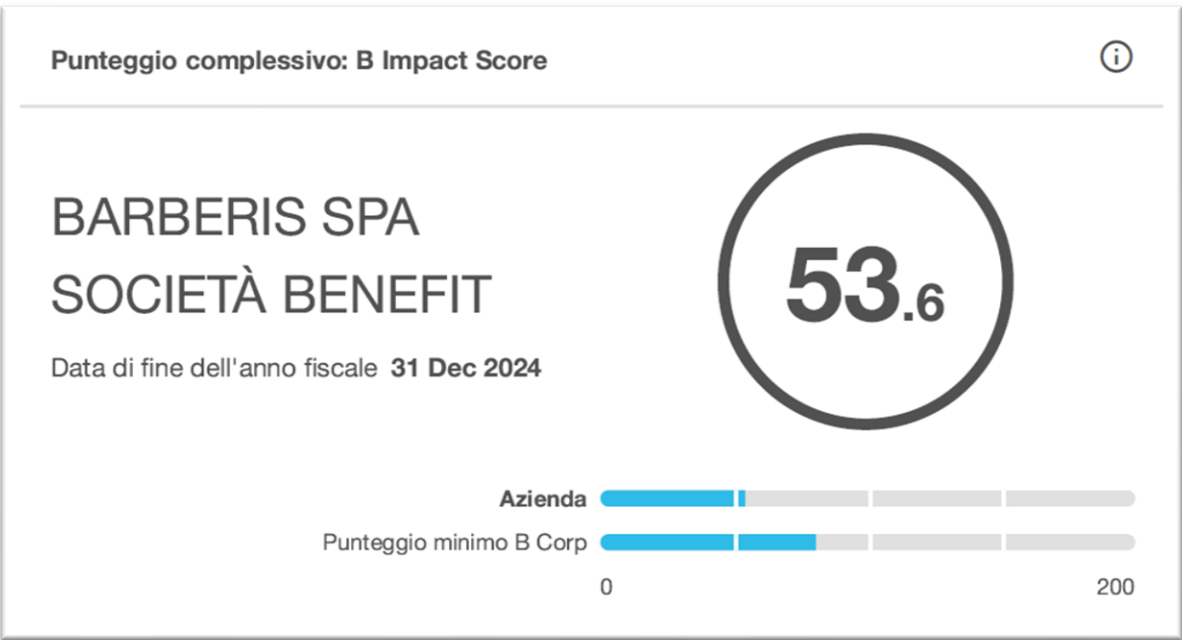 Punteggio complessivo: B Impact Score
BARBERIS SPA
SOCIETÀ BENEFIT
Data di fine dell'anno fiscale 31 Dec 2024
53.6
Azienda
Punteggio minimo B Corp
0 200